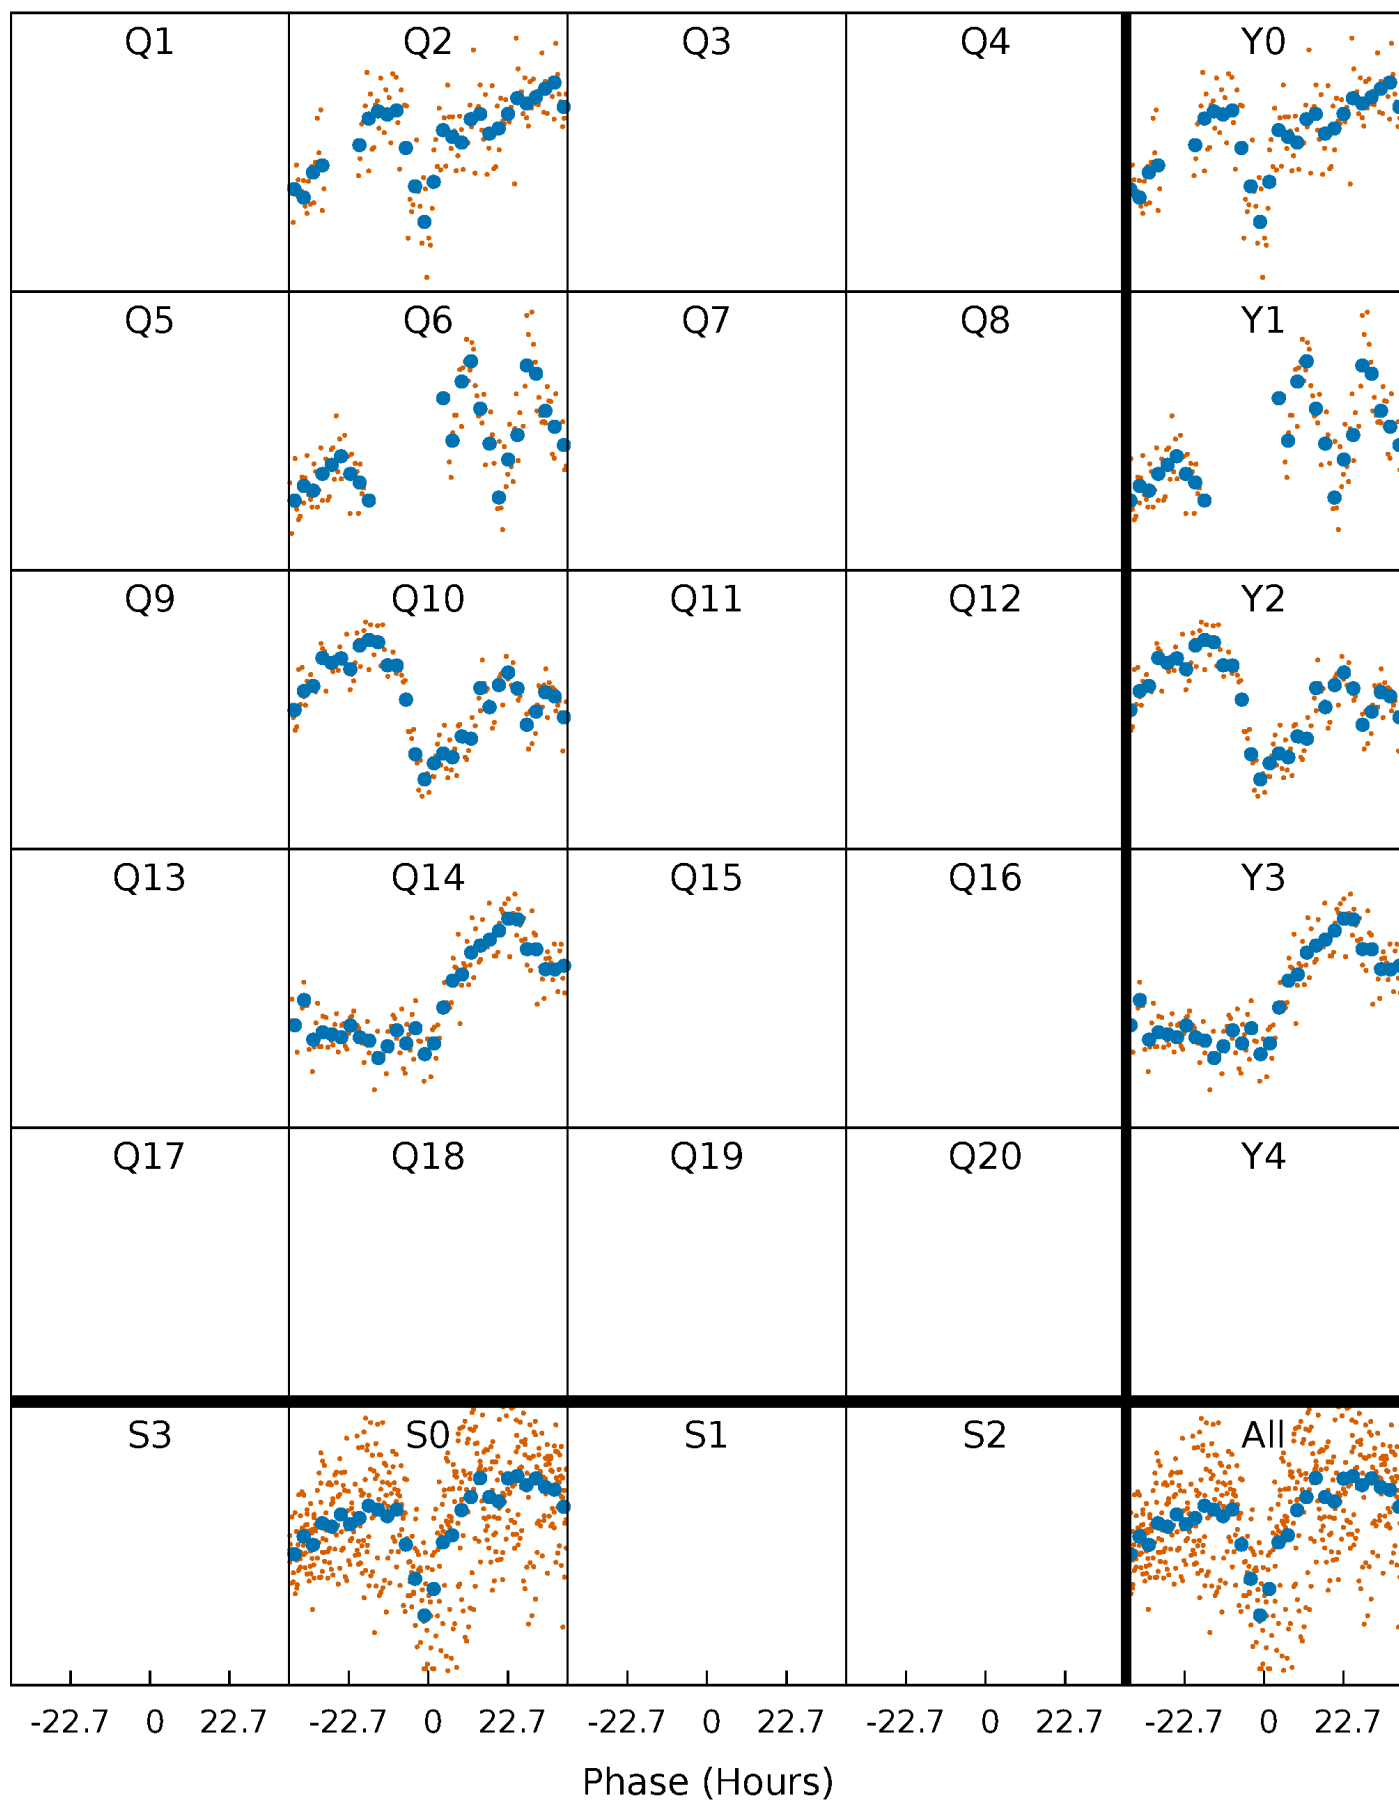 Q1 Q2 Q3 Q4 Y0
Q5 Q6 Q7 Q8 Y1
Q9 Q10 Q11 Q12 Y2
Q13 Q14 Q15 Q16 Y3
Q17 Q18 Q19 Q20 Y4
S3 S0 S1 S2 All
-22.7 0 22.7 -22.7 0 22.7 -22.7 0 22.7 -22.7 0 22.7 -22.7 0 22.7
Phase (Hours)